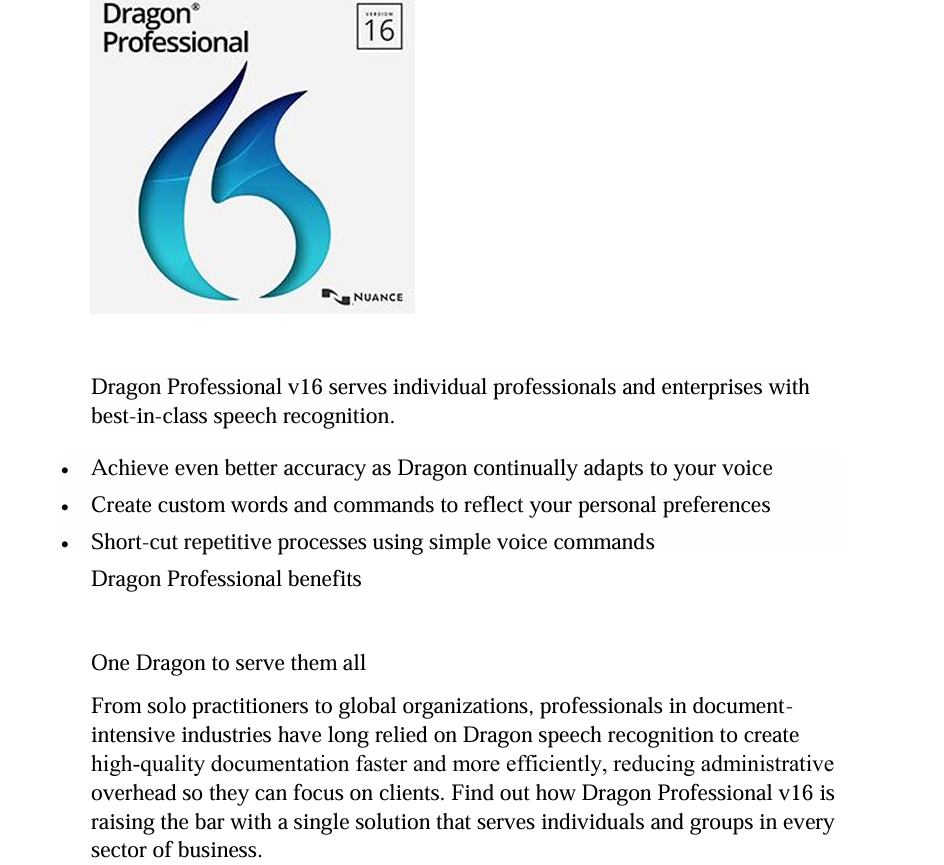 Dragon®
Professional
VERSION
16
NUANCE
Dragon Professional v16 serves individual professionals and enterprises with
best-in-class speech recognition.
• Achieve even better accuracy as Dragon continually adapts to your voice
• Create custom words and commands to reflect your personal preferences
• Short-cut repetitive processes using simple voice commands
Dragon Professional benefits
One Dragon to serve them all
From solo practitioners to global organizations, professionals in document-
intensive industries have long relied on Dragon speech recognition to create
high-quality documentation faster and more efficiently, reducing administrative
overhead so they can focus on clients. Find out how Dragon Professional v16 is
raising the bar with a single solution that serves individuals and groups in every
sector of business.